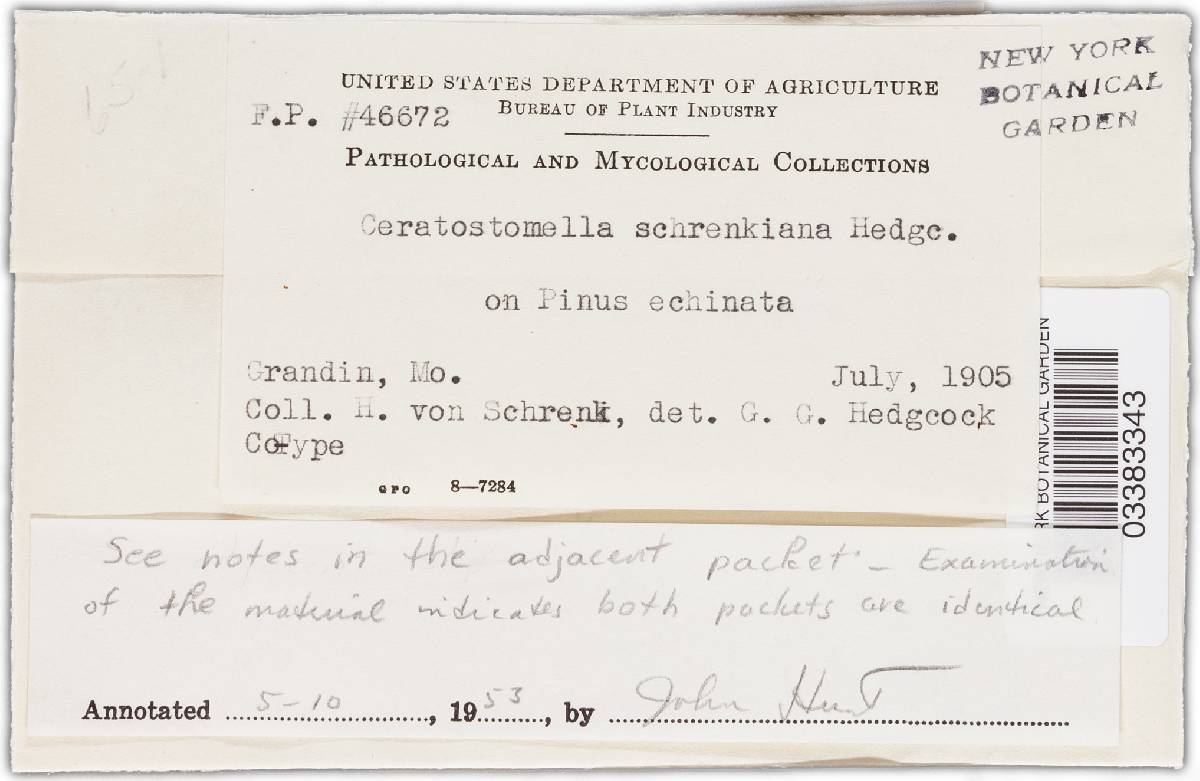 NEW YORK
BOTANICAL
GARDEN
UNITED STATES DEPARTMENT OF AGRICULTURE
F.P. #46672
BUREAU OF PLANT INDUSTRY
PATHOLOGICAL AND MYCOLOGICAL COLLECTIONS
Ceratostomella schrenkiana Hedgc.
on Pinus echinata
Grandin, Mo. July, 1905
Coll. H. von Schrenk, det. G. G. Hedgcock
CoType
GPO 8—7284
RK BOTANICAL GARDEN
03383343
See notes in the adjacent packet - Examination
of the material indicates both packets are identical
Annotated 5-10, 1953, by John Hunt